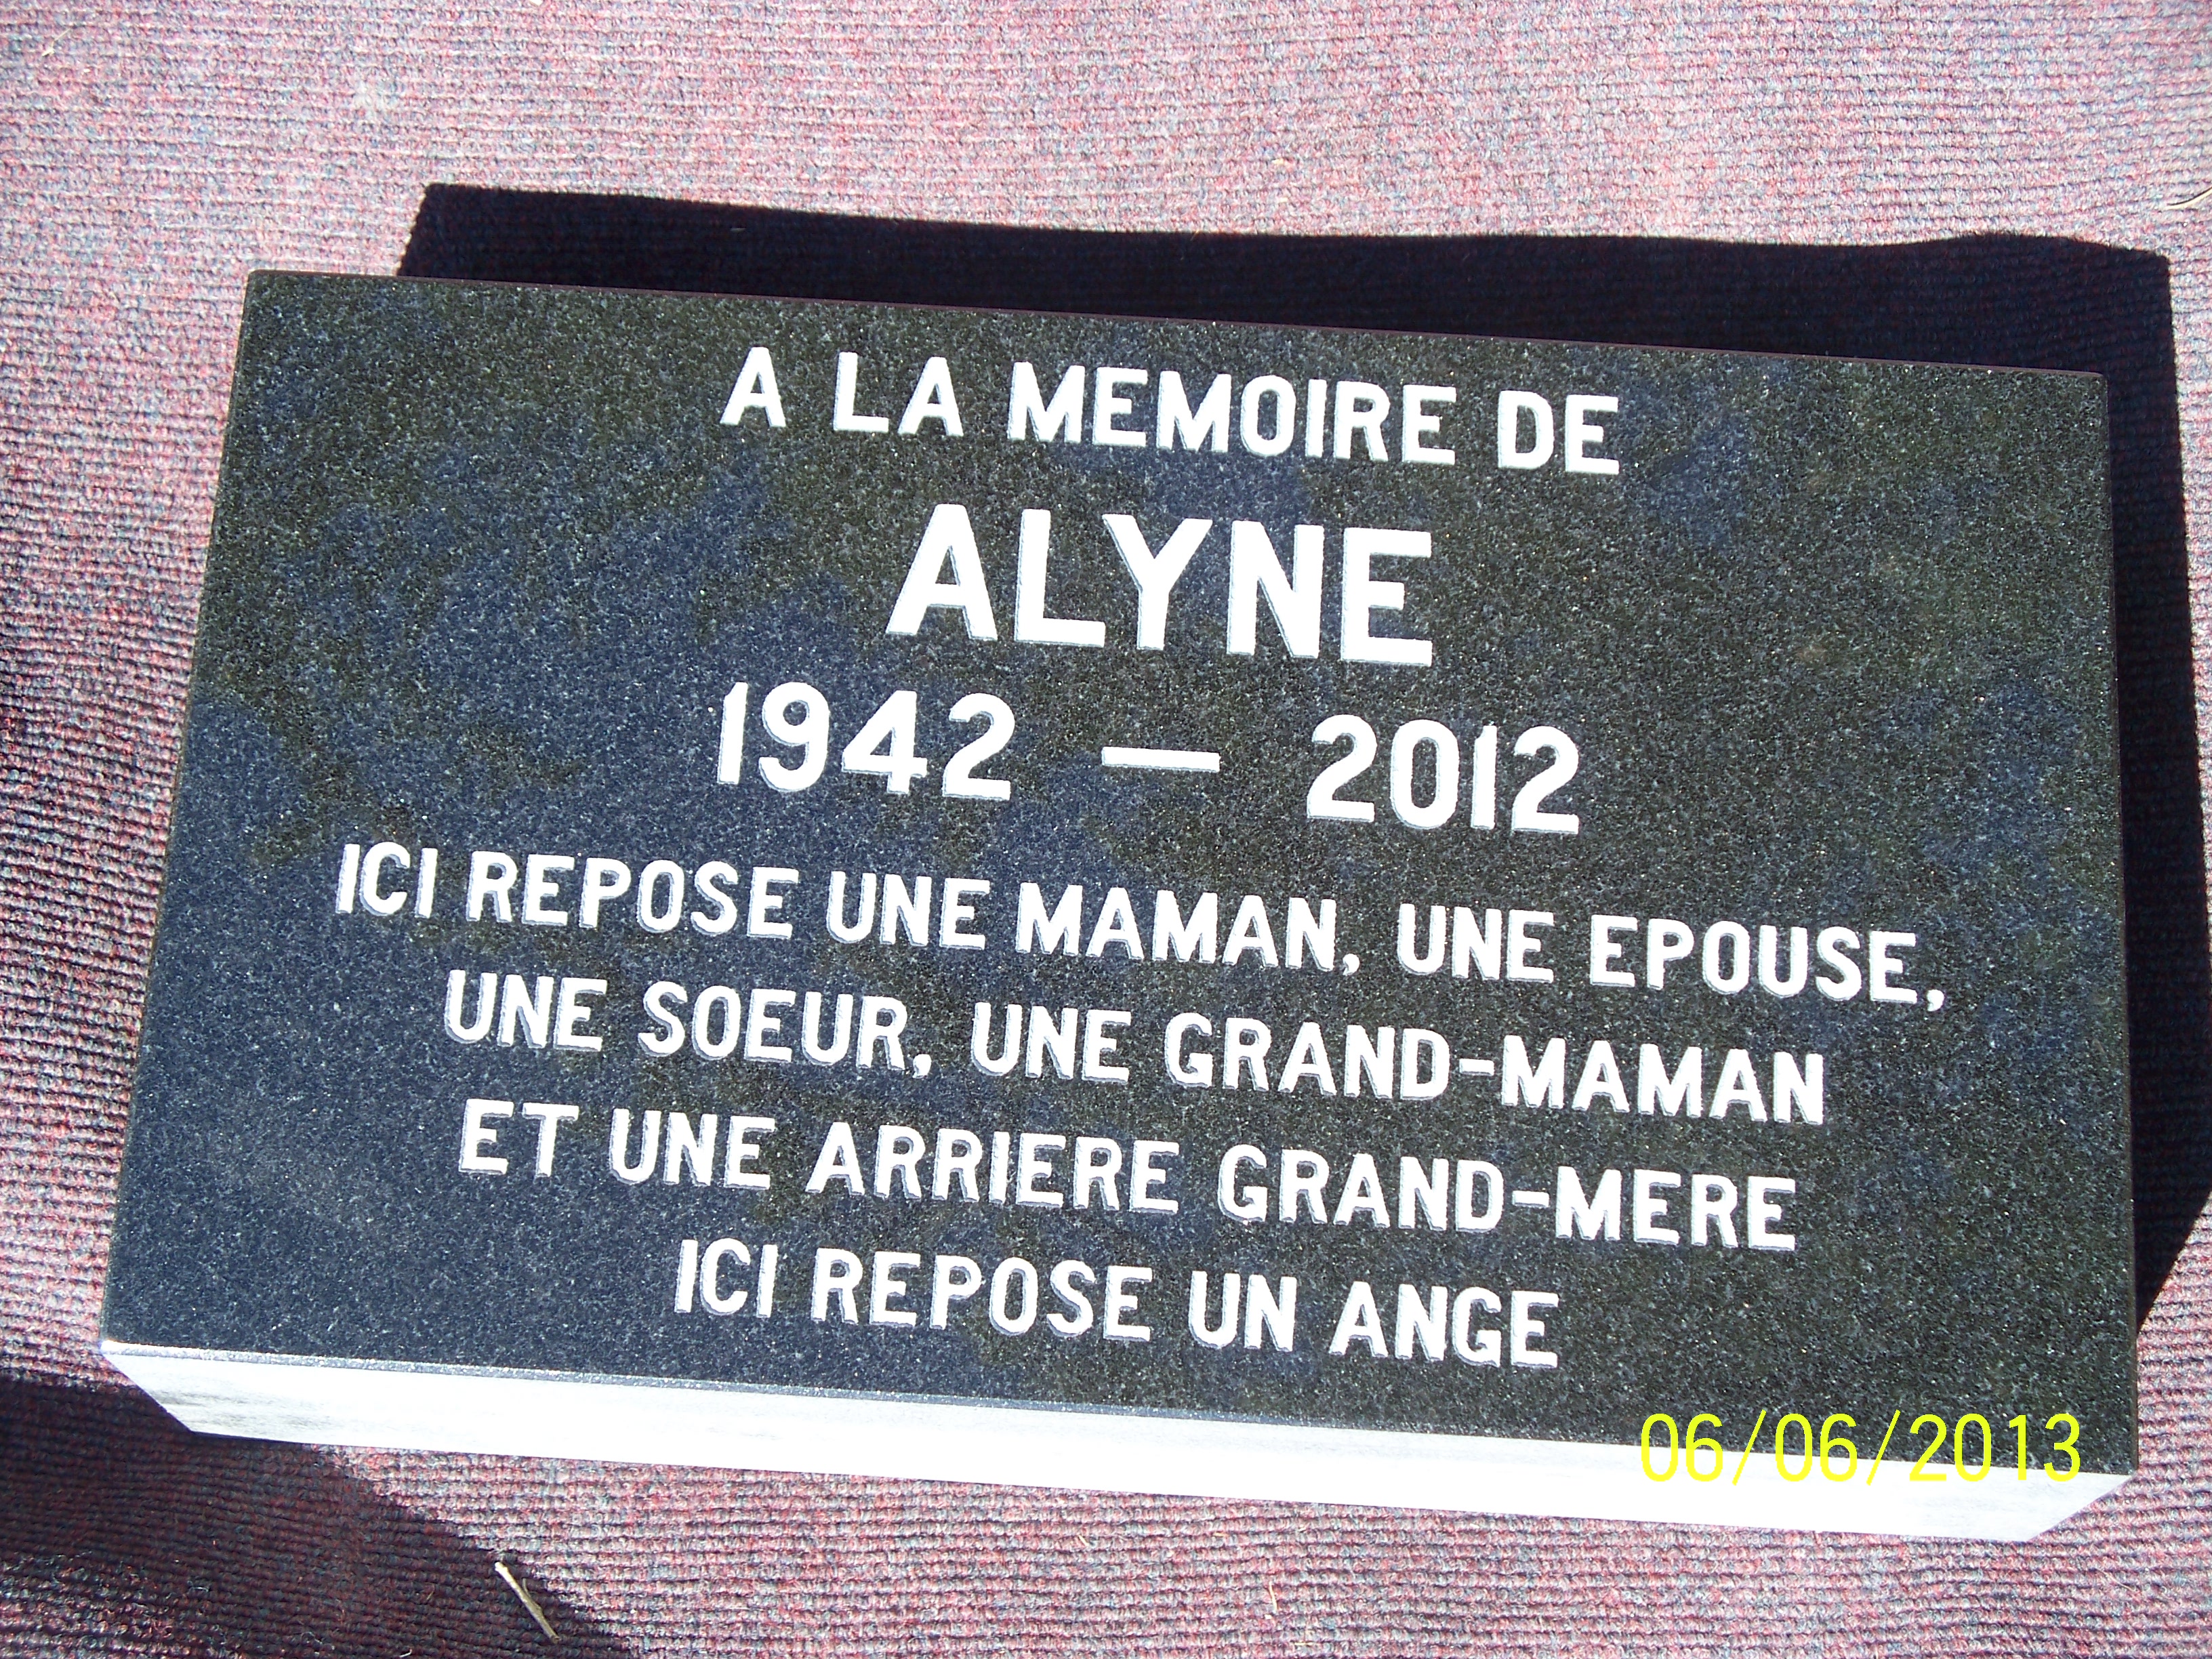 A LA MEMOIRE DE
ALYNE
1942 — 2012
ICI REPOSE UNE MAMAN, UNE EPOUSE,
UNE SOEUR, UNE GRAND-MAMAN
ET UNE ARRIERE GRAND-MERE
ICI REPOSE UN ANGE
06/06/2013